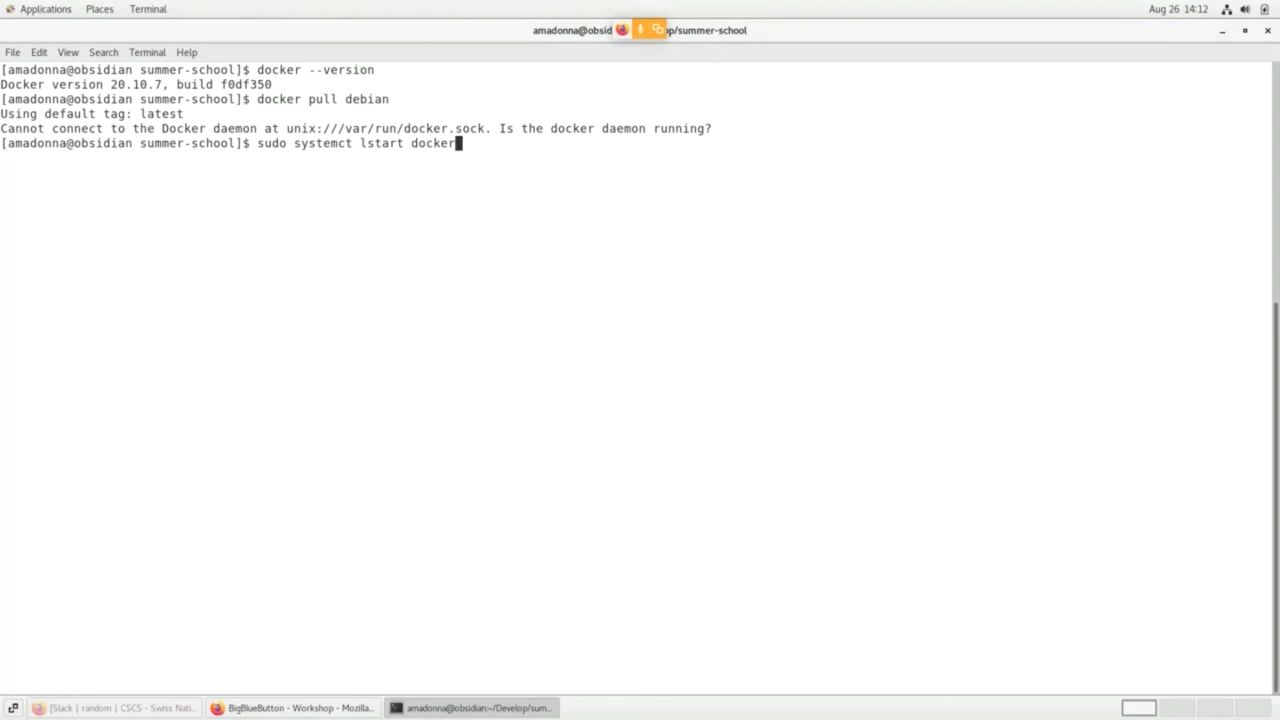 Applications Places Terminal Aug 26 14:12
amadonna@obsid op/summer-school
File Edit View Search Terminal Help
[amadonna@obsidian summer-school]$ docker --version
Docker version 20.10.7, build f0df350
[amadonna@obsidian summer-school]$ docker pull debian
Using default tag: latest
Cannot connect to the Docker daemon at unix:///var/run/docker.sock. Is the docker daemon running?
[amadonna@obsidian summer-school]$ sudo systemct lstart docker
[Slack | random | CSCS - Swiss Nati... BigBlueButton - Workshop - Mozilla... amadonna@obsidian:~/Develop/sum...